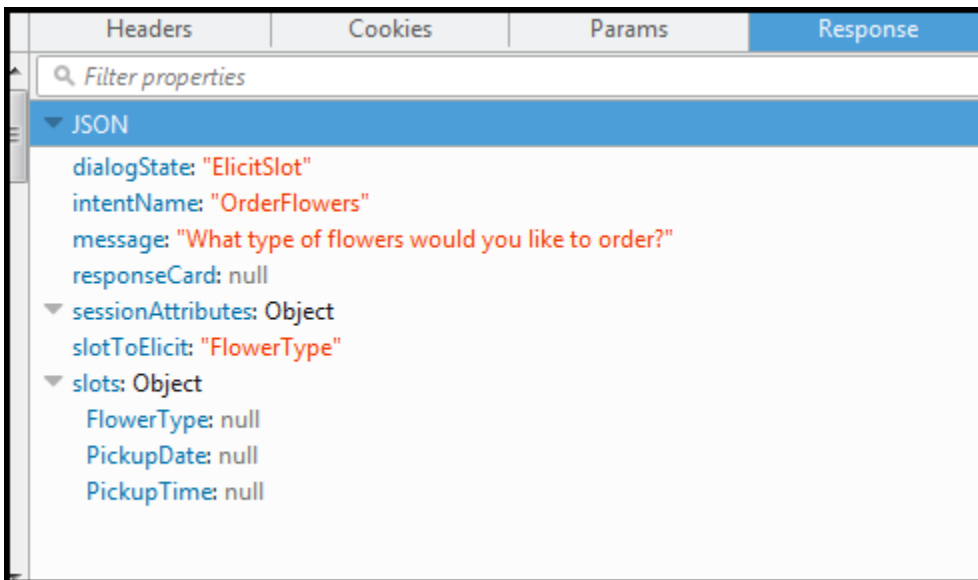 Headers Cookies Params Response
Filter properties
JSON
dialogState: "ElicitSlot"
intentName: "OrderFlowers"
message: "What type of flowers would you like to order?"
responseCard: null
sessionAttributes: Object
slotToElicit: "FlowerType"
slots: Object
FlowerType: null
PickupDate: null
PickupTime: null